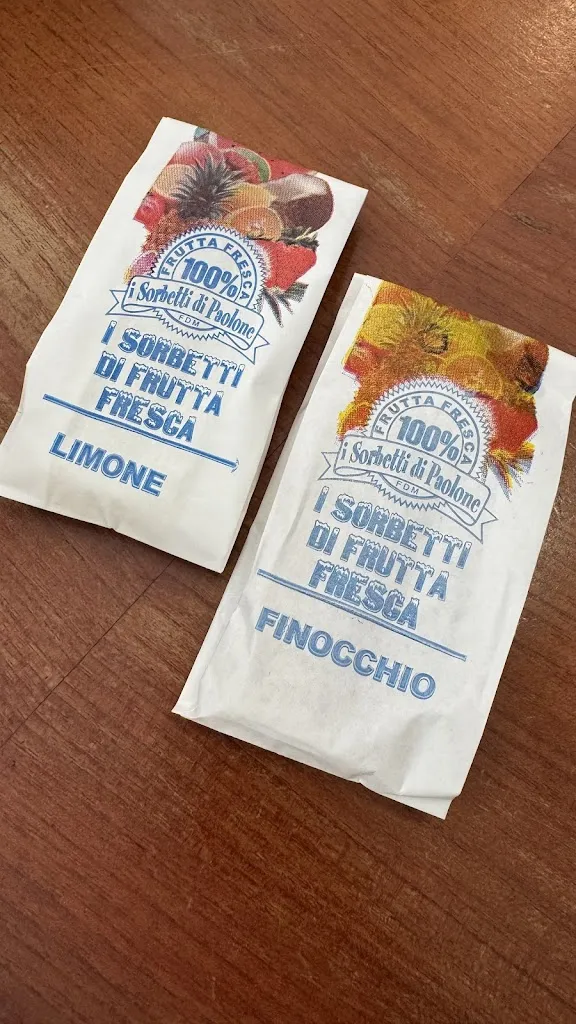 FRUTTA FRESCA
100%
i Sorbetti di Paolone
FDM
I SORBETTI
DI FRUTTA
FRESCA
LIMONE
FRUTTA FRESCA
100%
i Sorbetti di Paolone
FDM
I SORBETTI
DI FRUTTA
FRESCA
FINOCCHIO